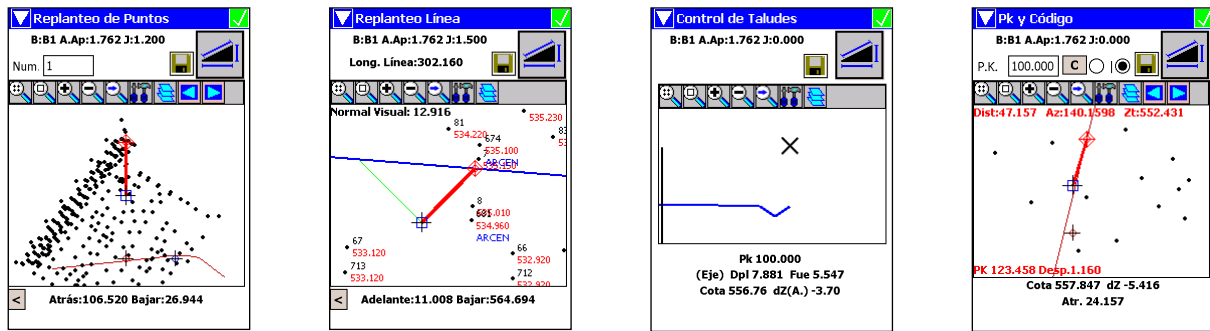 Replanteo de Puntos
B:B1 A.Ap:1.762 J:1.200
Num. 1
<
Atrás:106.520 Bajar:26.944
Replanteo Línea
B:B1 A.Ap:1.762 J:1.500
Long. Línea:302.160
Normal Visual: 12.916
535.230
81
534.220
674
535.100
7
ARCEN
8
534.960
ARCEN
67
533.120
66
532.920
713
533.120
712
532.920
<
Adelante:11.008 Bajar:564.694
Control de Taludes
B:B1 A.Ap:1.762 J:0.000
Pk 100.000
(Eje) Dpl 7.881 Fue 5.547
Cota 556.76 dZ(A.) -3.70
Pk y Código
B:B1 A.Ap:1.762 J:0.000
P.K. 100.000 C I
Dist:47.157 Az:140.1598 Zt:552.431
PK 123.458 Desp.1.160
Cota 557.847 dZ -5.416
Atr. 24.157